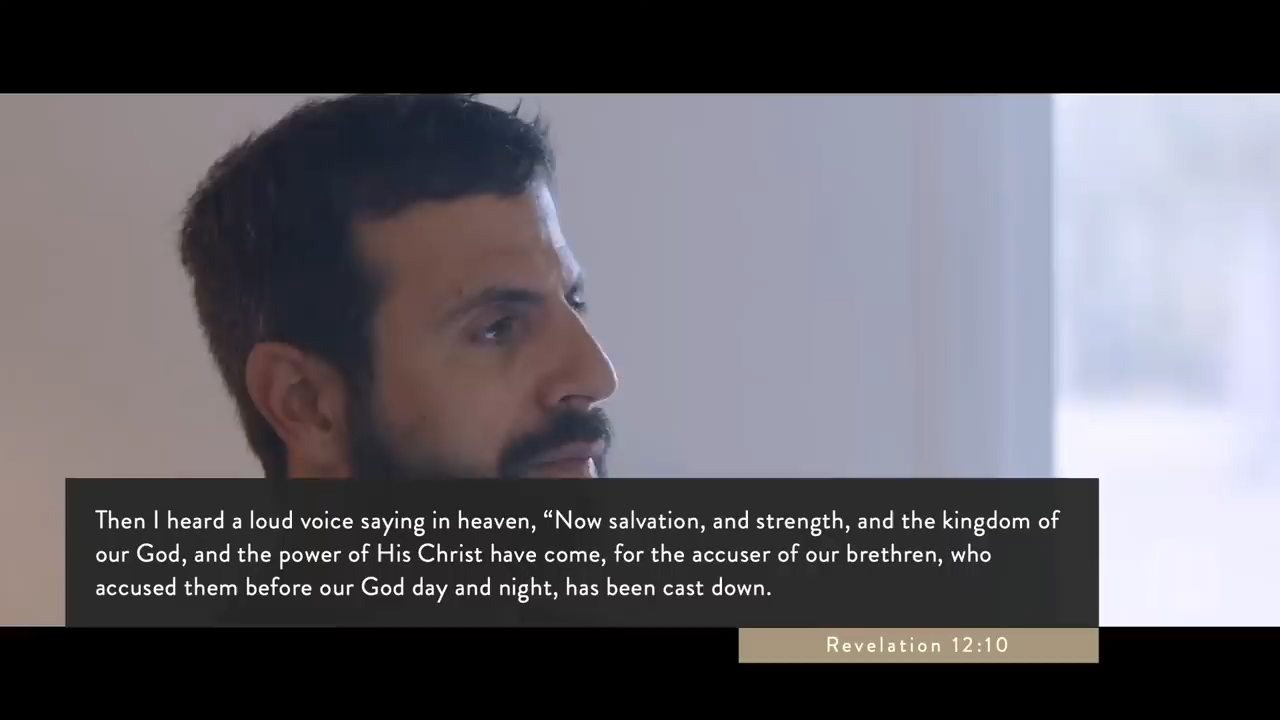 Then I heard a loud voice saying in heaven, “Now salvation, and strength, and the kingdom of
our God, and the power of His Christ have come, for the accuser of our brethren, who
accused them before our God day and night, has been cast down.
Revelation 12:10